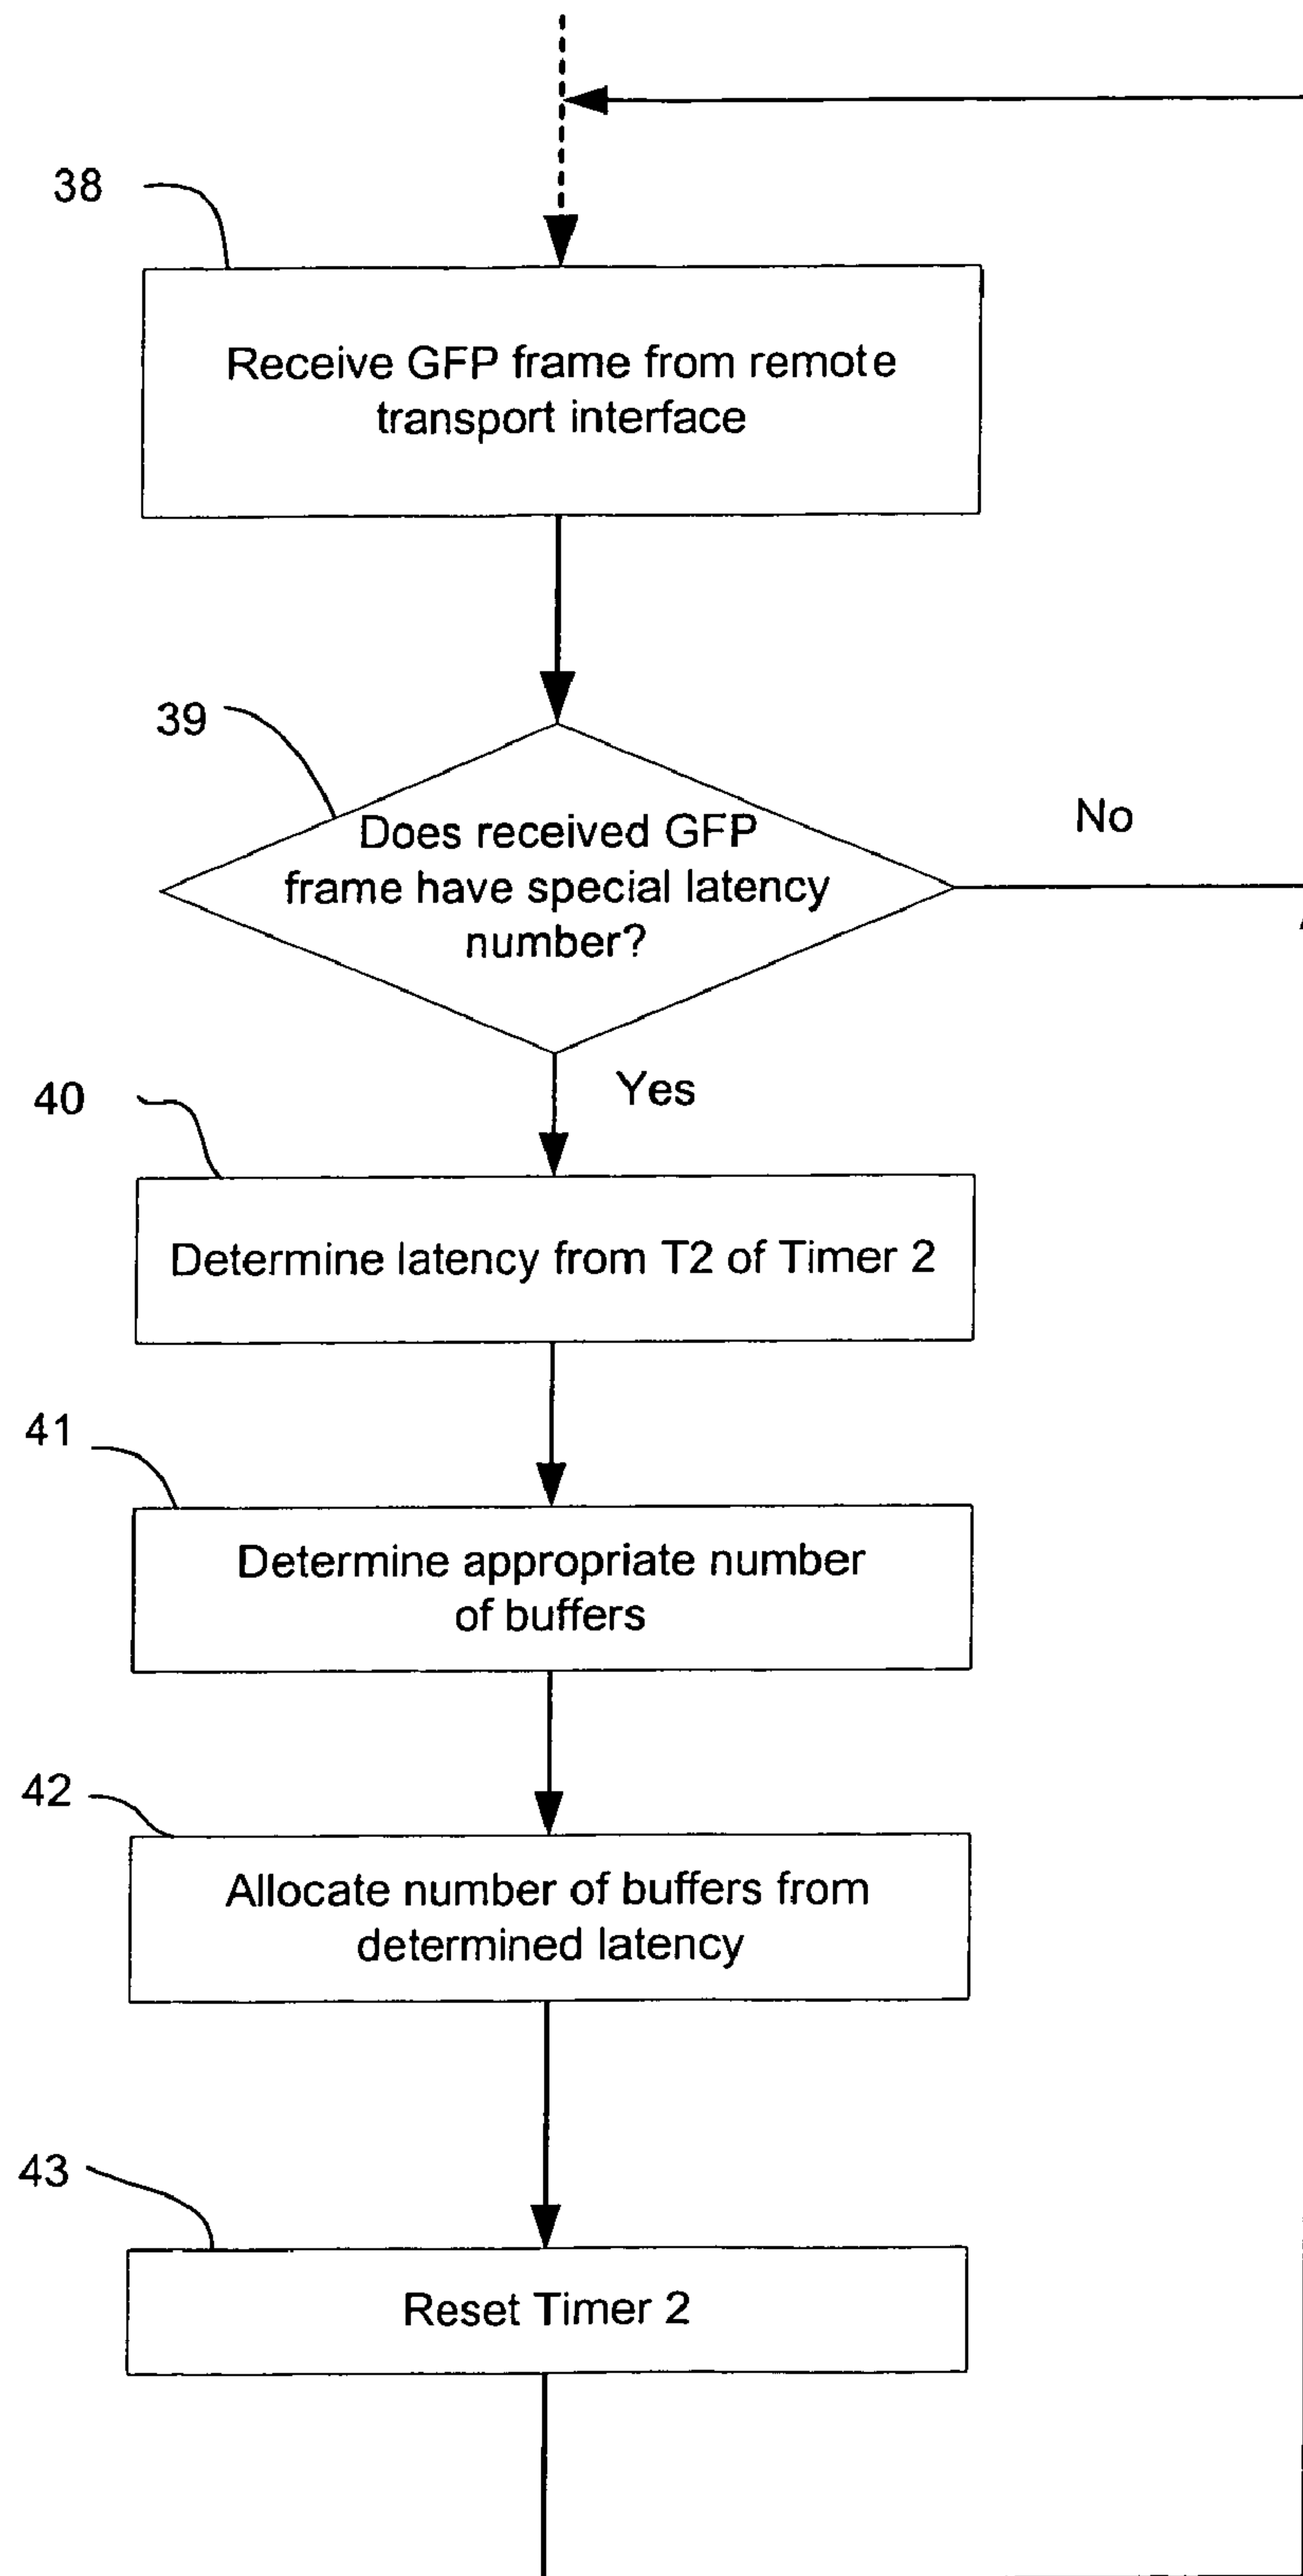 38
Receive GFP frame from remote
transport interface
39
Does received GFP
frame have special latency
number?
No
Yes
40
Determine latency from T2 of Timer 2
41
Determine appropriate number
of buffers
42
Allocate number of buffers from
determined latency
43
Reset Timer 2